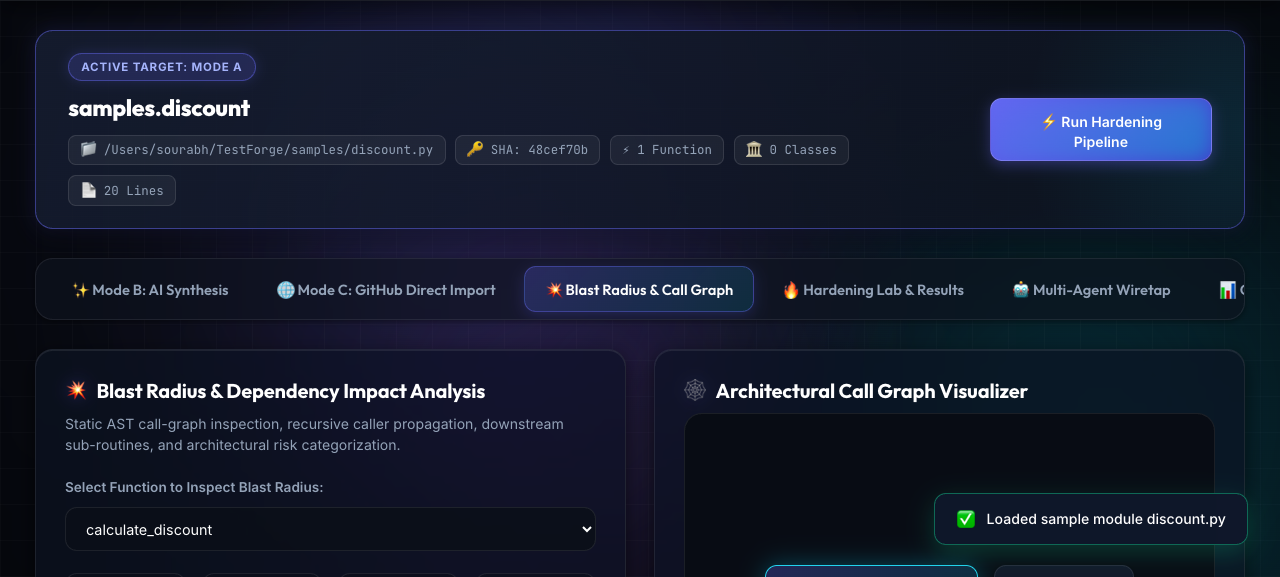 ACTIVE TARGET: MODE A
samples.discount
/Users/sourabh/TestForge/samples/discount.py
SHA: 48cef70b
1 Function
0 Classes
20 Lines
Run Hardening
Pipeline
Mode B: AI Synthesis
Mode C: GitHub Direct Import
Blast Radius & Call Graph
Hardening Lab & Results
Multi-Agent Wiretap
Blast Radius & Dependency Impact Analysis
Static AST call-graph inspection, recursive caller propagation, downstream
sub-routines, and architectural risk categorization.
Select Function to Inspect Blast Radius:
calculate_discount
Architectural Call Graph Visualizer
Loaded sample module discount.py